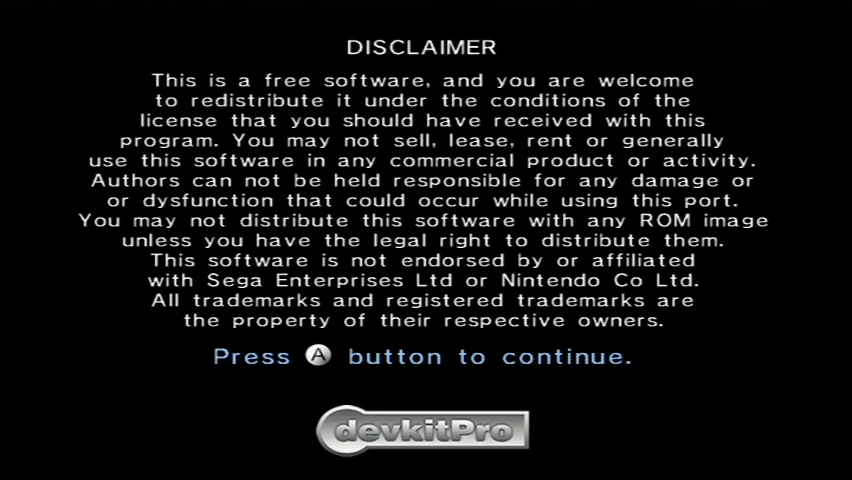 DISCLAIMER
This is a free software, and you are welcome
to redistribute it under the conditions of the
license that you should have received with this
program. You may not sell, lease, rent or generally
use this software in any commercial product or activity.
Authors can not be held responsible for any damage or
or dysfunction that could occur while using this port.
You may not distribute this software with any ROM image
unless you have the legal right to distribute them.
This software is not endorsed by or affiliated
with Sega Enterprises Ltd or Nintendo Co Ltd.
All trademarks and registered trademarks are
the property of their respective owners.
Press A button to continue.
devkitPro